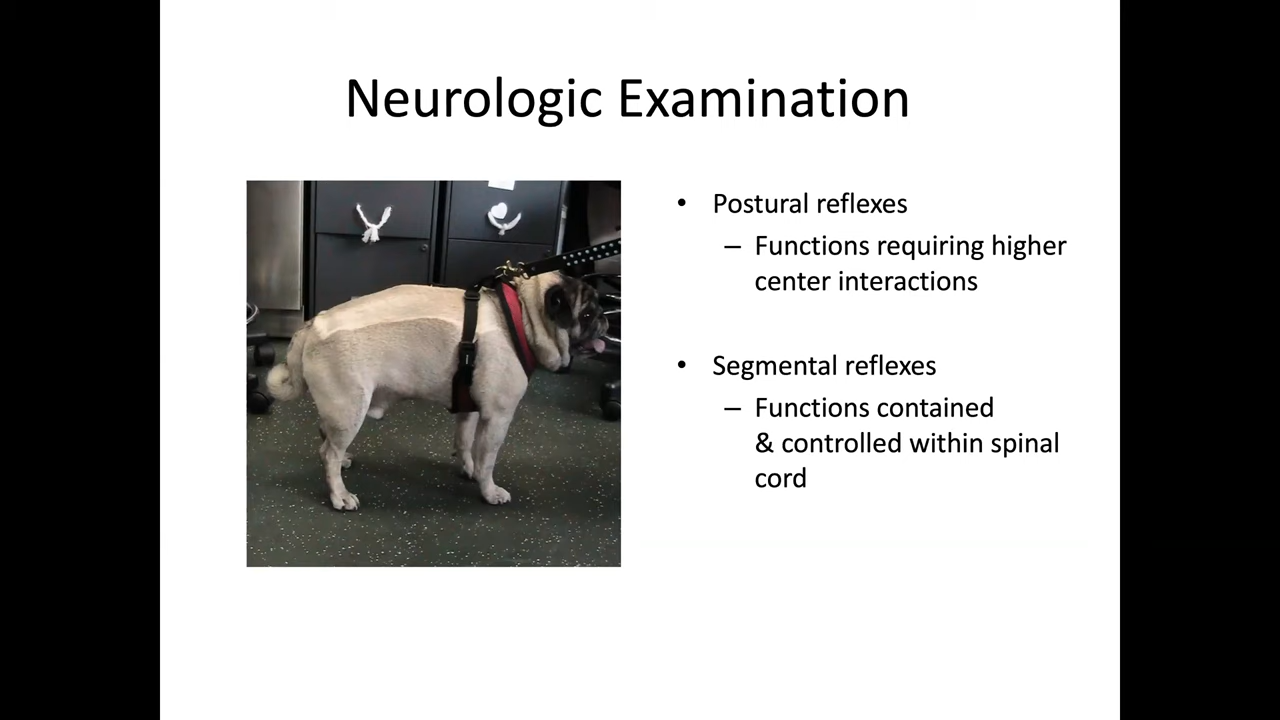 Neurologic Examination
• Postural reflexes
– Functions requiring higher
center interactions
• Segmental reflexes
– Functions contained
& controlled within spinal
cord